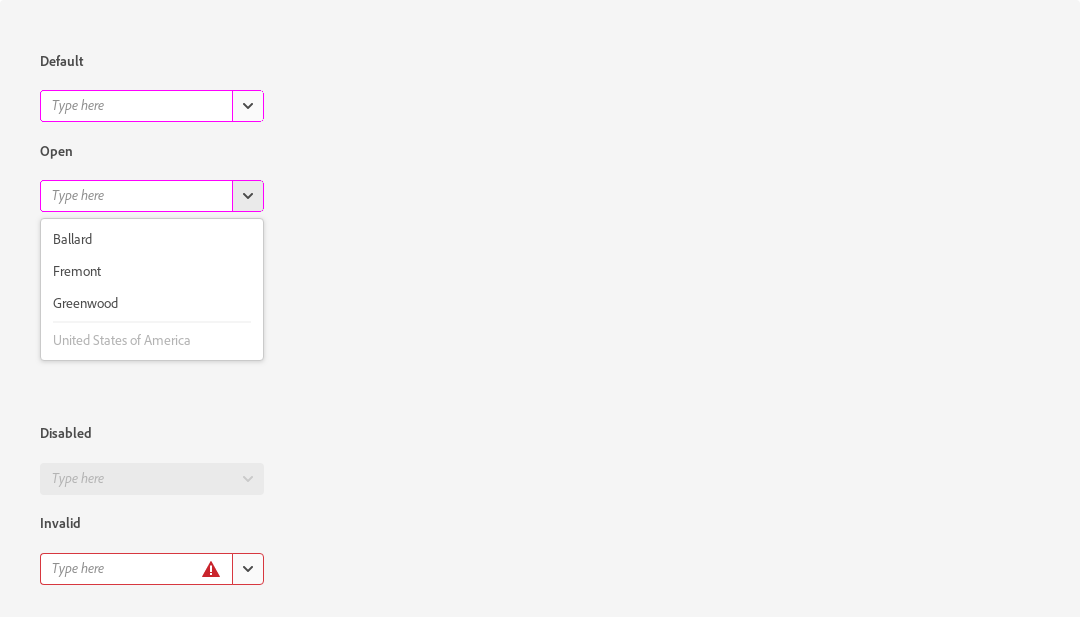 Default
Type here
Open
Type here
Ballard
Fremont
Greenwood
United States of America
Disabled
Type here
Invalid
Type here